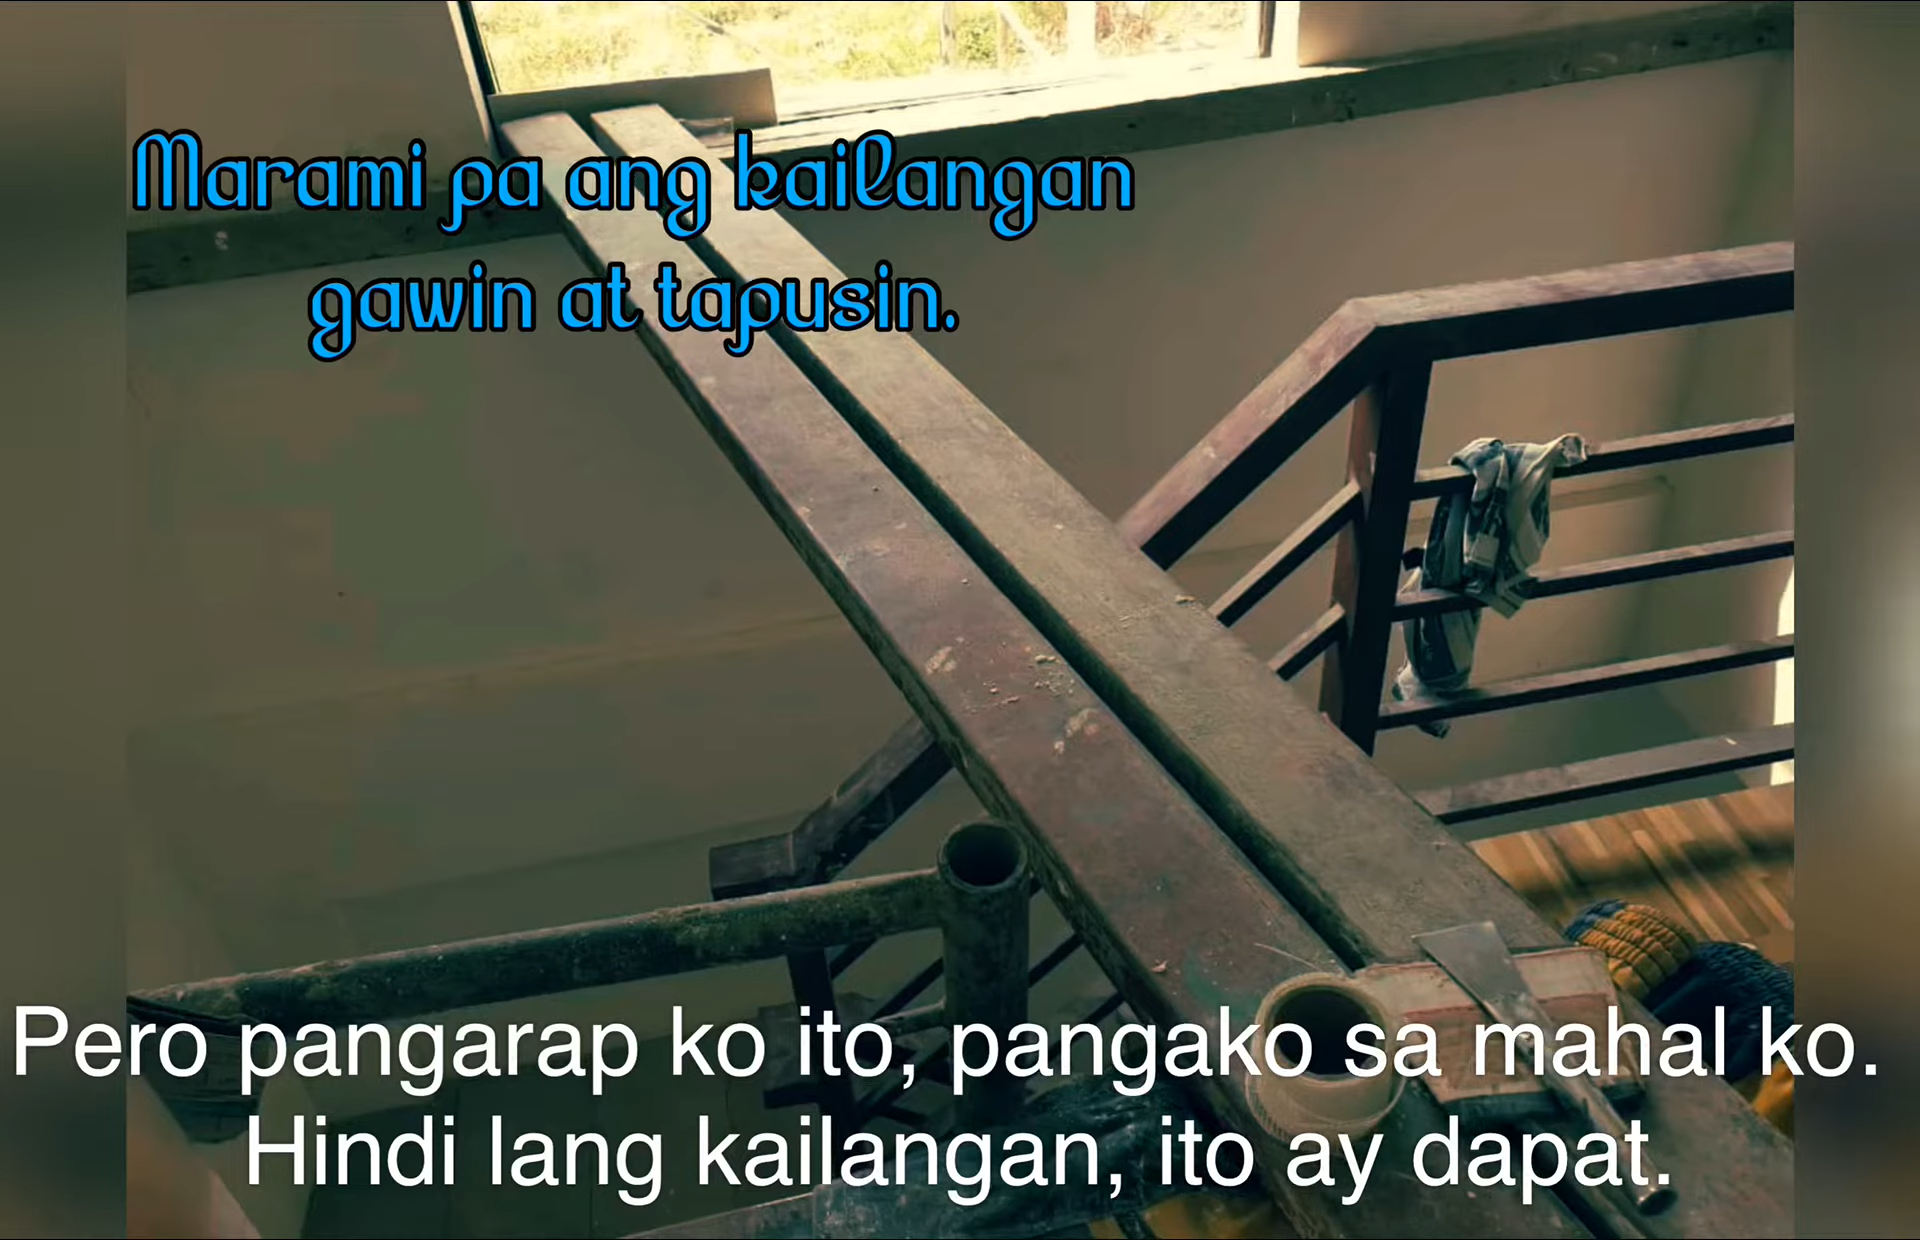 Marami pa ang kailangan
gawin at tapusin.
Pero pangarap ko ito, pangako sa mahal ko.
Hindi lang kailangan, ito ay dapat.